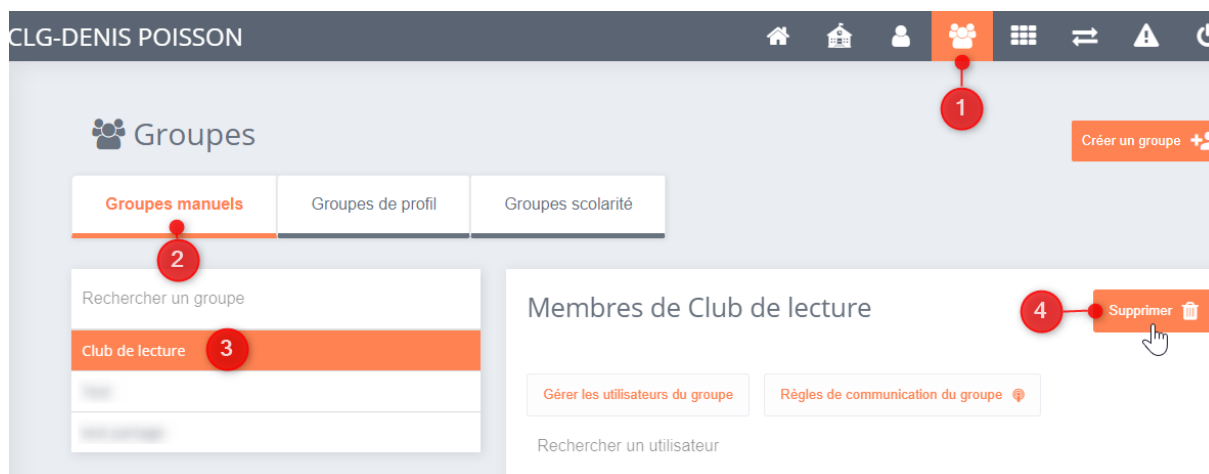 CLG-DENIS POISSON
1
Groupes
Créer un groupe
Groupes manuels
Groupes de profil
Groupes scolarité
2
Rechercher un groupe
Membres de Club de lecture
4
Supprimer
Club de lecture
3
Gérer les utilisateurs du groupe
Règles de communication du groupe
Rechercher un utilisateur